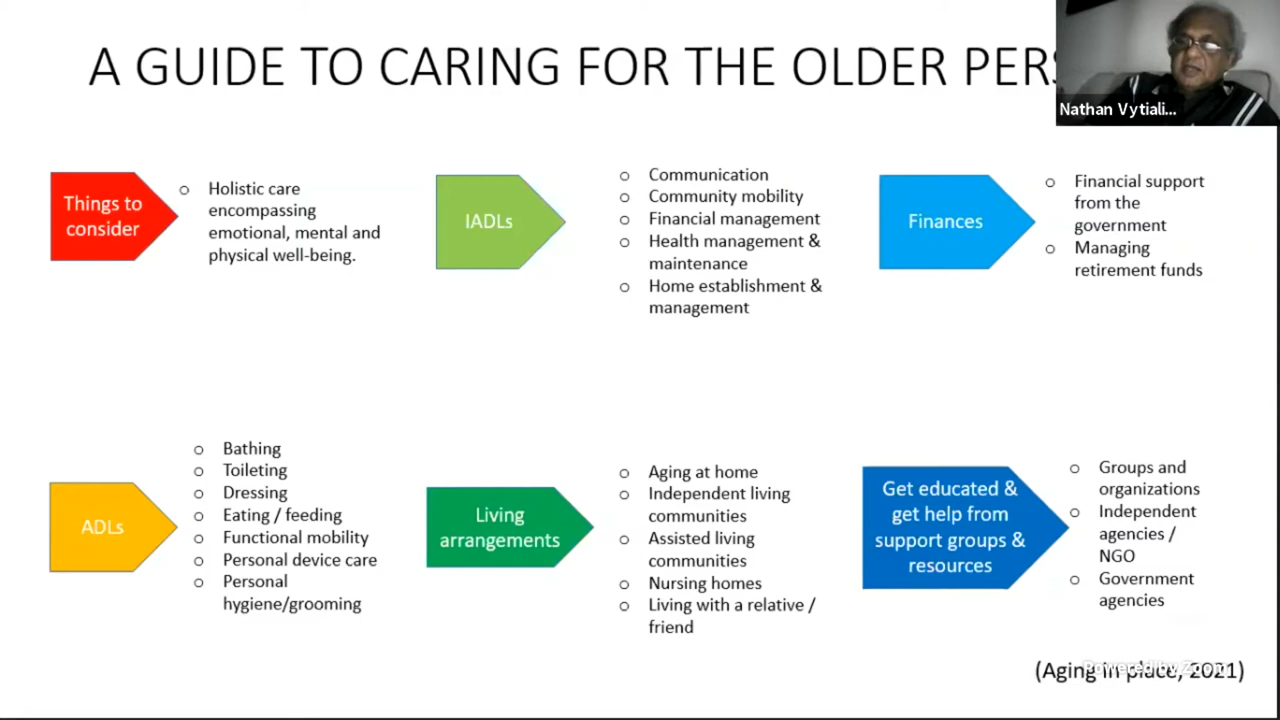 A GUIDE TO CARING FOR THE OLDER
Nathan Vytiali...
Things to
consider
○ Holistic care
encompassing
emotional, mental and
physical well-being.
IADLs
○ Communication
○ Community mobility
○ Financial management
○ Health management &
maintenance
○ Home establishment &
management
Finances
○ Financial support
from the
government
○ Managing
retirement funds
ADLs
○ Bathing
○ Toileting
○ Dressing
○ Eating / feeding
○ Functional mobility
○ Personal device care
○ Personal
hygiene/grooming
Living
arrangements
○ Aging at home
○ Independent living
communities
○ Assisted living
communities
○ Nursing homes
○ Living with a relative /
friend
Get educated &
get help from
support groups &
resources
○ Groups and
organizations
○ Independent
agencies /
NGO
○ Government
agencies
(Aging in place, 2021)
Powered by Zoom